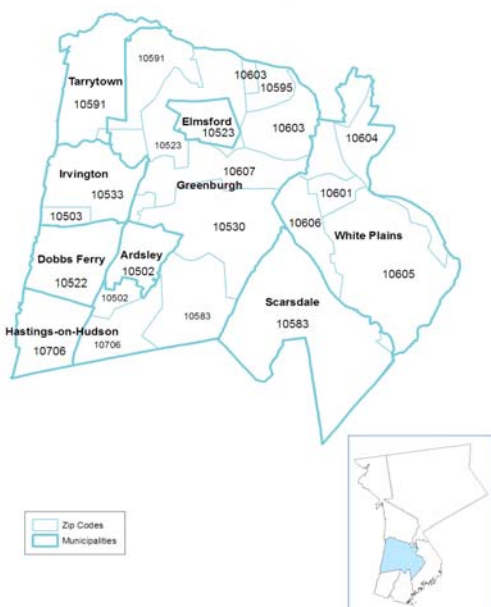 10591
Tarrytown
10591
10603
10595
Elmsford
10523
10603
10604
10523
Irvington
10533
10607
Greenburgh
10601
10503
10606
10530
White Plains
Dobbs Ferry
10522
Ardsley
10502
10605
Scarsdale
10583
10502
10583
Hastings-on-Hudson
10706
10706
Zip Codes
Municipalities